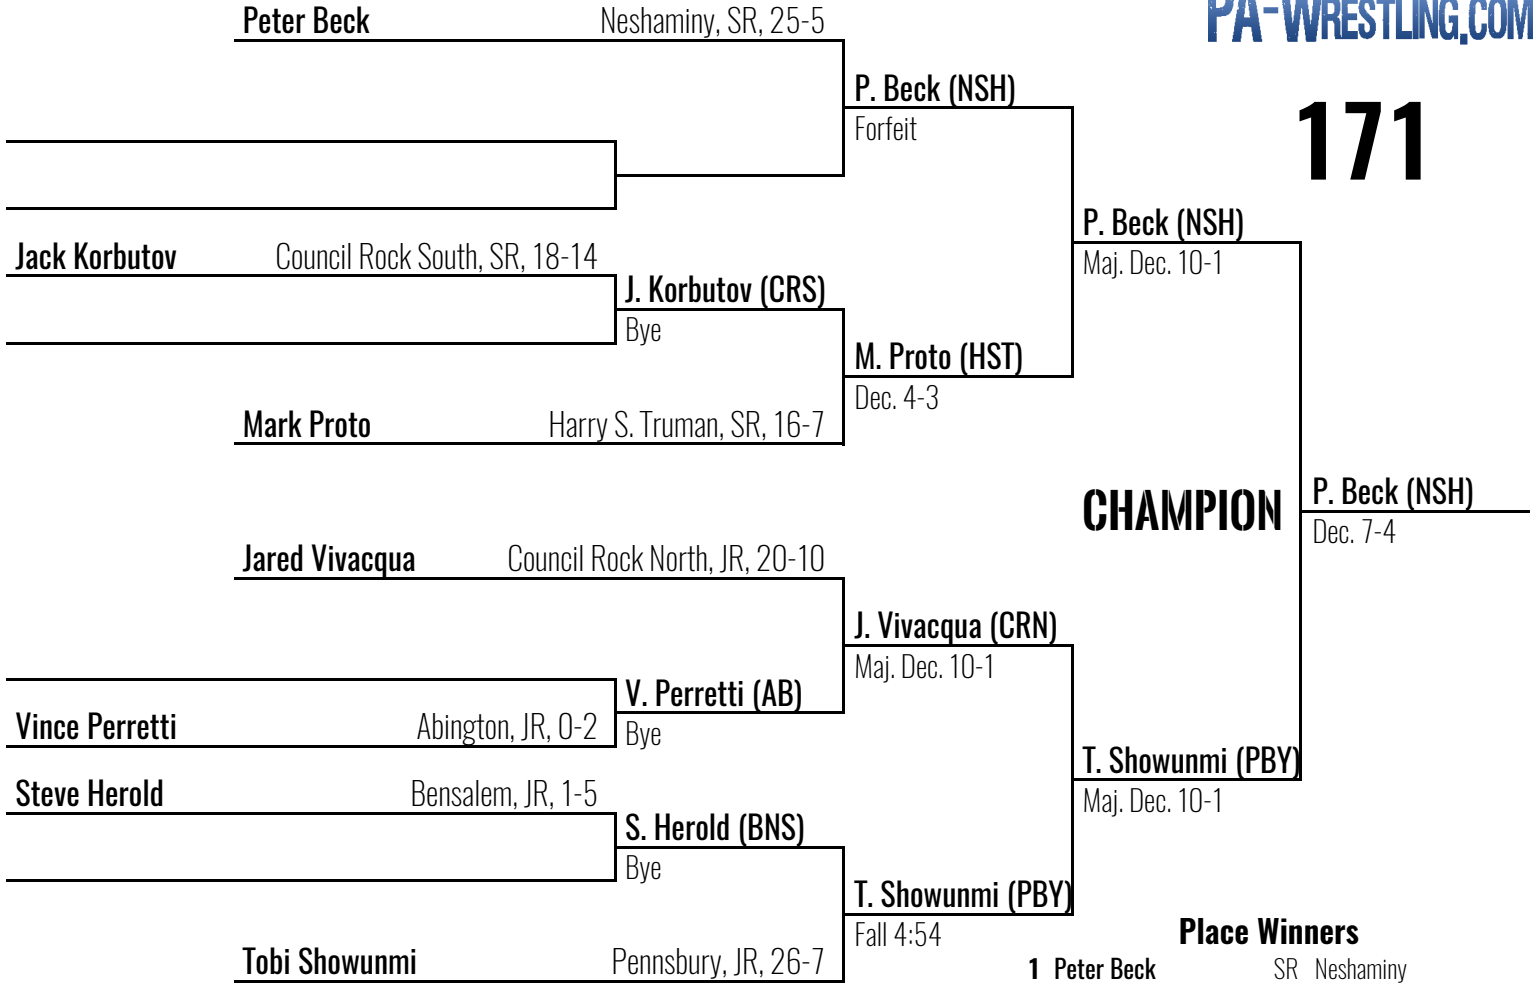 PA-WRESTLING.COM
Peter Beck Neshaminy, SR, 25-5
P. Beck (NSH)
Forfeit
171
P. Beck (NSH)
Maj. Dec. 10-1
Jack Korbutov Council Rock South, SR, 18-14
J. Korbutov (CRS)
Bye
M. Proto (HST)
Dec. 4-3
Mark Proto Harry S. Truman, SR, 16-7
CHAMPION
P. Beck (NSH)
Dec. 7-4
Jared Vivacqua Council Rock North, JR, 20-10
J. Vivacqua (CRN)
Maj. Dec. 10-1
V. Perretti (AB)
Bye
Vince Perretti Abington, JR, 0-2
T. Showunmi (PBY)
Maj. Dec. 10-1
Steve Herold Bensalem, JR, 1-5
S. Herold (BNS)
Bye
T. Showunmi (PBY)
Fall 4:54
Tobi Showunmi Pennsbury, JR, 26-7
Place Winners
1 Peter Beck SR Neshaminy